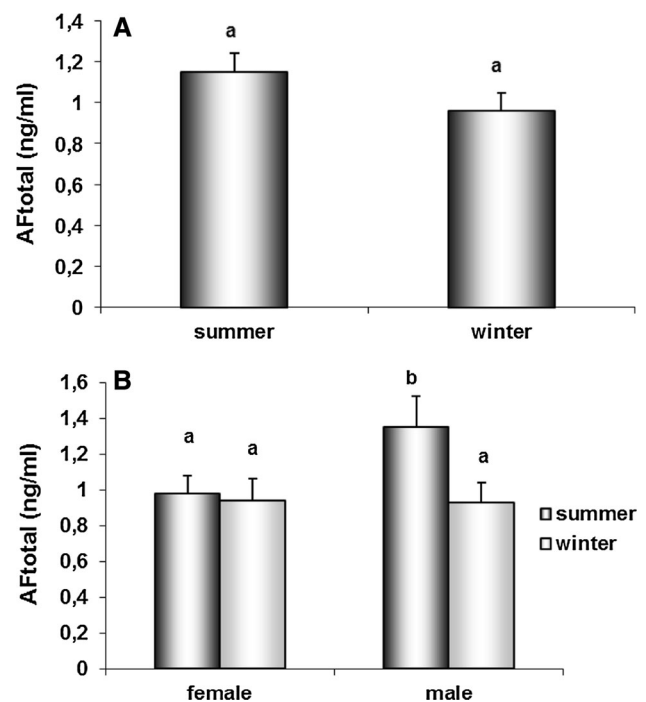 A
AFtotal (ng/ml)
1,4
1,2
1
0,8
0,6
0,4
0,2
0
a
a
summer
winter
B
AFtotal (ng/ml)
1,6
1,4
1,2
1
0,8
0,6
0,4
0,2
0
a
a
b
a
female
male
summer
winter